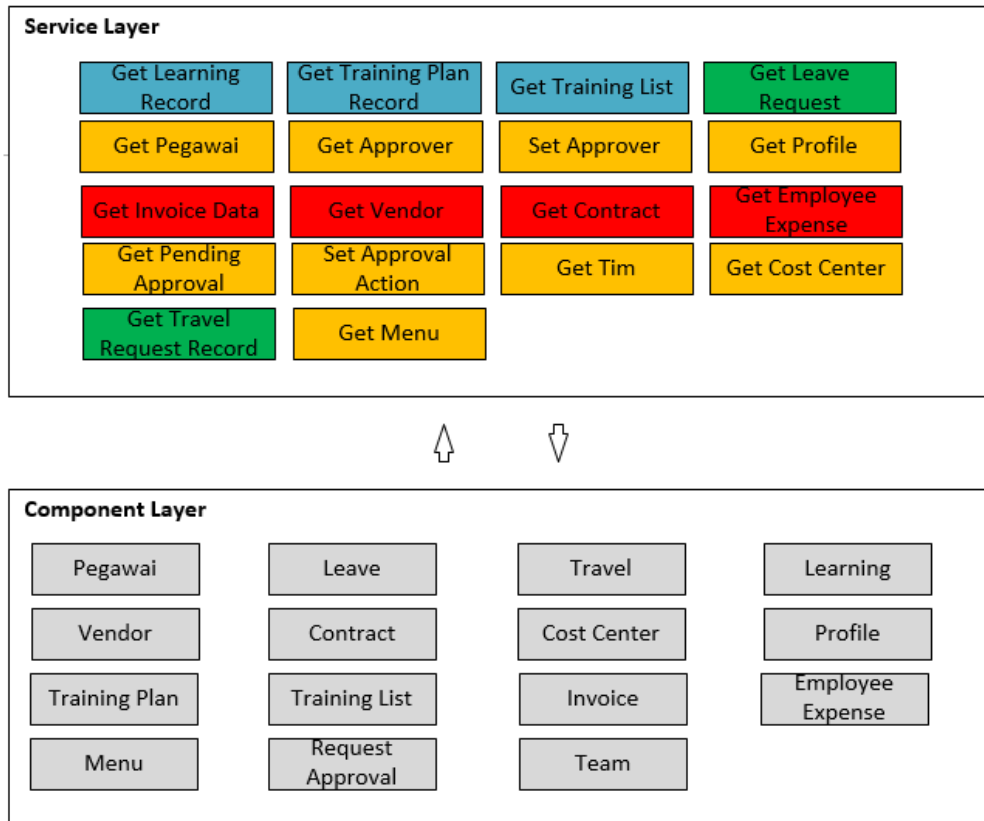 Service Layer
Get Learning
Record
Get Training Plan
Record
Get Training List
Get Leave
Request
Get Pegawai
Get Approver
Set Approver
Get Profile
Get Invoice Data
Get Vendor
Get Contract
Get Employee
Expense
Get Pending
Approval
Set Approval
Action
Get Tim
Get Cost Center
Get Travel
Request Record
Get Menu
Component Layer
Pegawai
Leave
Travel
Learning
Vendor
Contract
Cost Center
Profile
Training Plan
Training List
Invoice
Employee
Expense
Menu
Request
Approval
Team